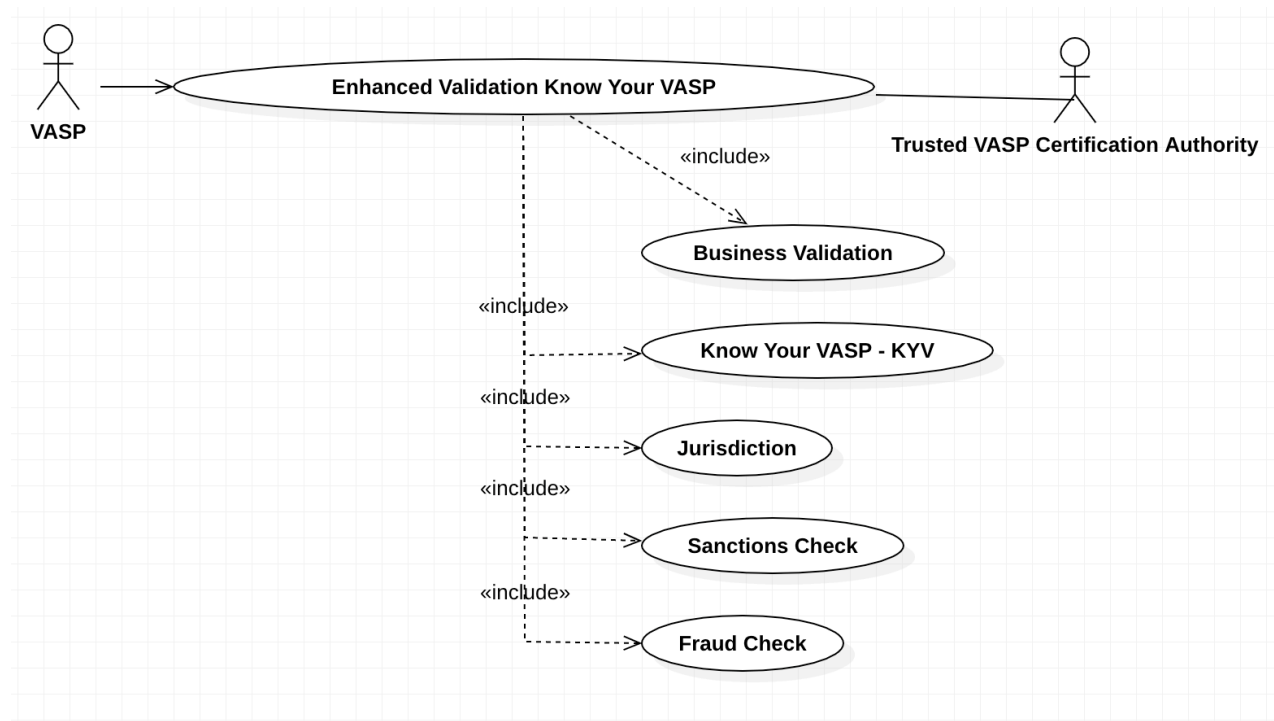 Enhanced Validation Know Your VASP
VASP
Trusted VASP Certification Authority
«include»
Business Validation
«include»
Know Your VASP - KYV
«include»
Jurisdiction
«include»
Sanctions Check
«include»
Fraud Check